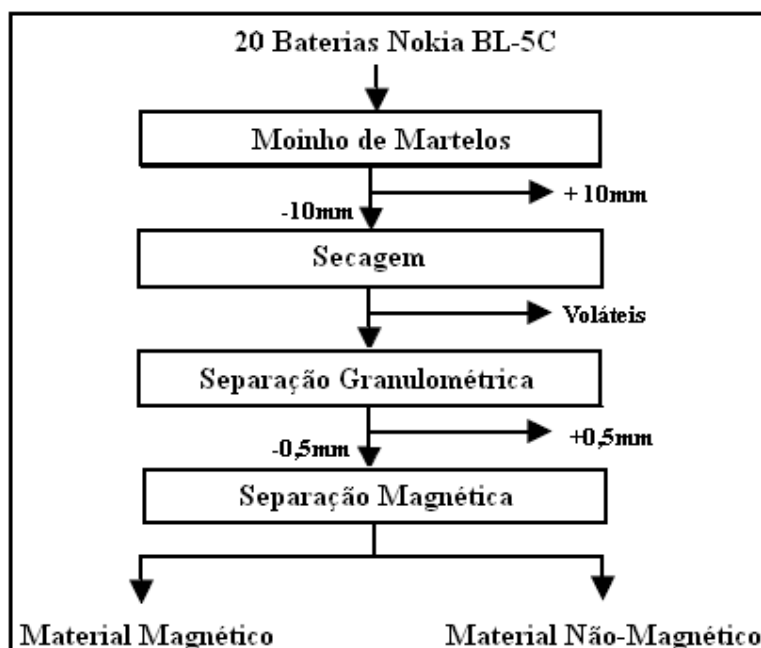 20 Baterias Nokia BL-5C
Moinho de Martelos
+ 10mm
-10mm
Secagem
Voláteis
Separação Granulométrica
+0,5mm
-0,5mm
Separação Magnética
Material Magnético
Material Não-Magnético